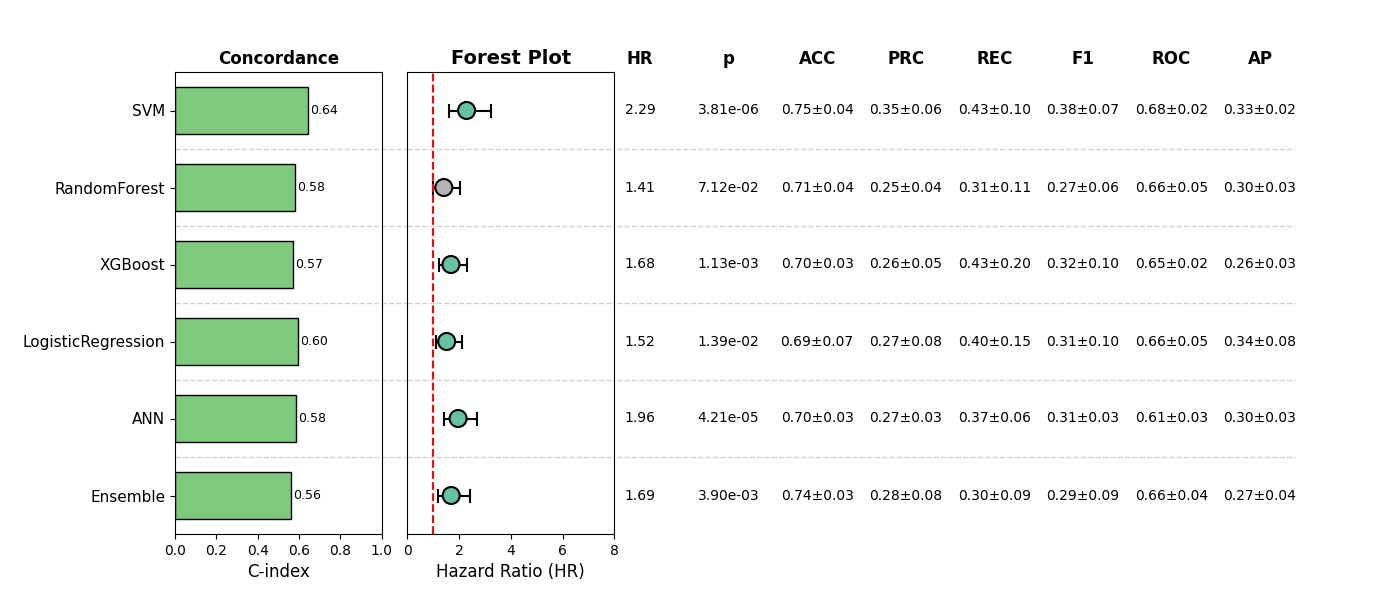 Concordance Forest Plot HR p ACC PRC REC F1 ROC AP
SVM 0.64 2.29 3.81e-06 0.75±0.04 0.35±0.06 0.43±0.10 0.38±0.07 0.68±0.02 0.33±0.02
RandomForest 0.58 1.41 7.12e-02 0.71±0.04 0.25±0.04 0.31±0.11 0.27±0.06 0.66±0.05 0.30±0.03
XGBoost 0.57 1.68 1.13e-03 0.70±0.03 0.26±0.05 0.43±0.20 0.32±0.10 0.65±0.02 0.26±0.03
LogisticRegression 0.60 1.52 1.39e-02 0.69±0.07 0.27±0.08 0.40±0.15 0.31±0.10 0.66±0.05 0.34±0.08
ANN 0.58 1.96 4.21e-05 0.70±0.03 0.27±0.03 0.37±0.06 0.31±0.03 0.61±0.03 0.30±0.03
Ensemble 0.56 1.69 3.90e-03 0.74±0.03 0.28±0.08 0.30±0.09 0.29±0.09 0.66±0.04 0.27±0.04
0.0 0.2 0.4 0.6 0.8 1.0 0 2 4 6 8
C-index Hazard Ratio (HR)